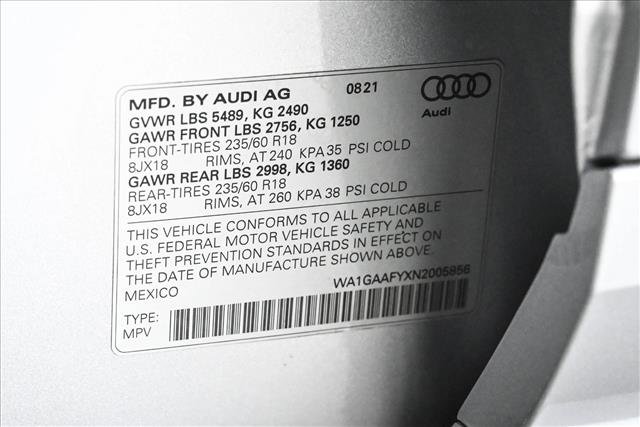 MFD. BY AUDI AG 0821
GVWR LBS 5489, KG 2490
GAWR FRONT LBS 2756, KG 1250
FRONT-TIRES 235/60 R18
8JX18 RIMS, AT 240 KPA 35 PSI COLD
GAWR REAR LBS 2998, KG 1360
REAR-TIRES 235/60 R18
8JX18 RIMS, AT 260 KPA 38 PSI COLD
Audi
THIS VEHICLE CONFORMS TO ALL APPLICABLE
U.S. FEDERAL MOTOR VEHICLE SAFETY AND
THEFT PREVENTION STANDARDS IN EFFECT ON
THE DATE OF MANUFACTURE SHOWN ABOVE.
MEXICO
WA1GAAFYXN2005856
TYPE:
MPV